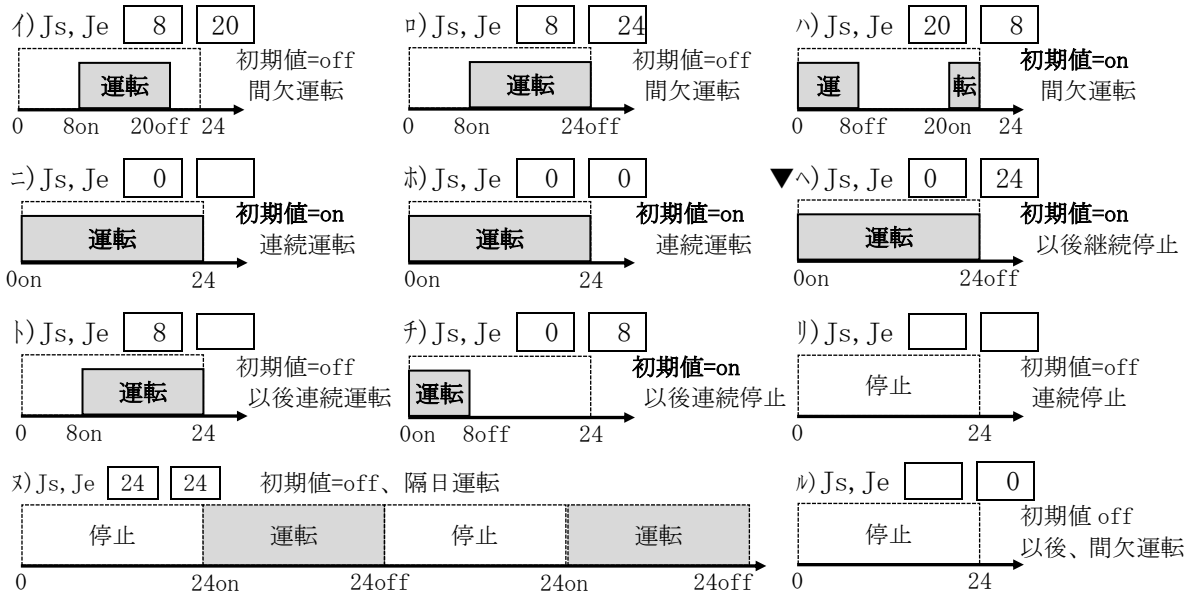 イ)Js,Je 8 20
初期値=off
間欠運転
運転
0 8on 20off 24
ロ)Js,Je 8 24
初期値=off
間欠運転
運転
0 8on 24off
ハ)Js,Je 20 8
初期値=on
間欠運転
運 転
0 8off 20on 24
ニ)Js,Je 0
初期値=on
連続運転
運転
0on 24
ホ)Js,Je 0 0
初期値=on
連続運転
運転
0on 24
▼ヘ)Js,Je 0 24
初期値=on
以後継続停止
運転
0on 24off
ト)Js,Je 8
初期値=off
以後連続運転
運転
0 8on 24
チ)Js,Je 0 8
初期値=on
以後連続停止
運転
0on 8off 24
リ)Js,Je
初期値=off
連続停止
停止
0 24
ヌ)Js,Je 24 24 初期値=off、隔日運転
停止 運転 停止 運転
0 24on 24off 24on 24off
ル)Js,Je 0
初期値 off
以後、間欠運転
停止
0 24